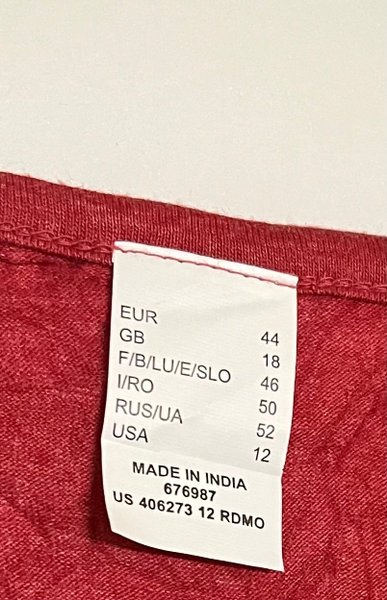 EUR 44
GB 18
F/B/LU/E/SLO 46
I/RO 50
RUS/UA 52
USA 12
MADE IN INDIA
676987
US 406273 12 RDMO